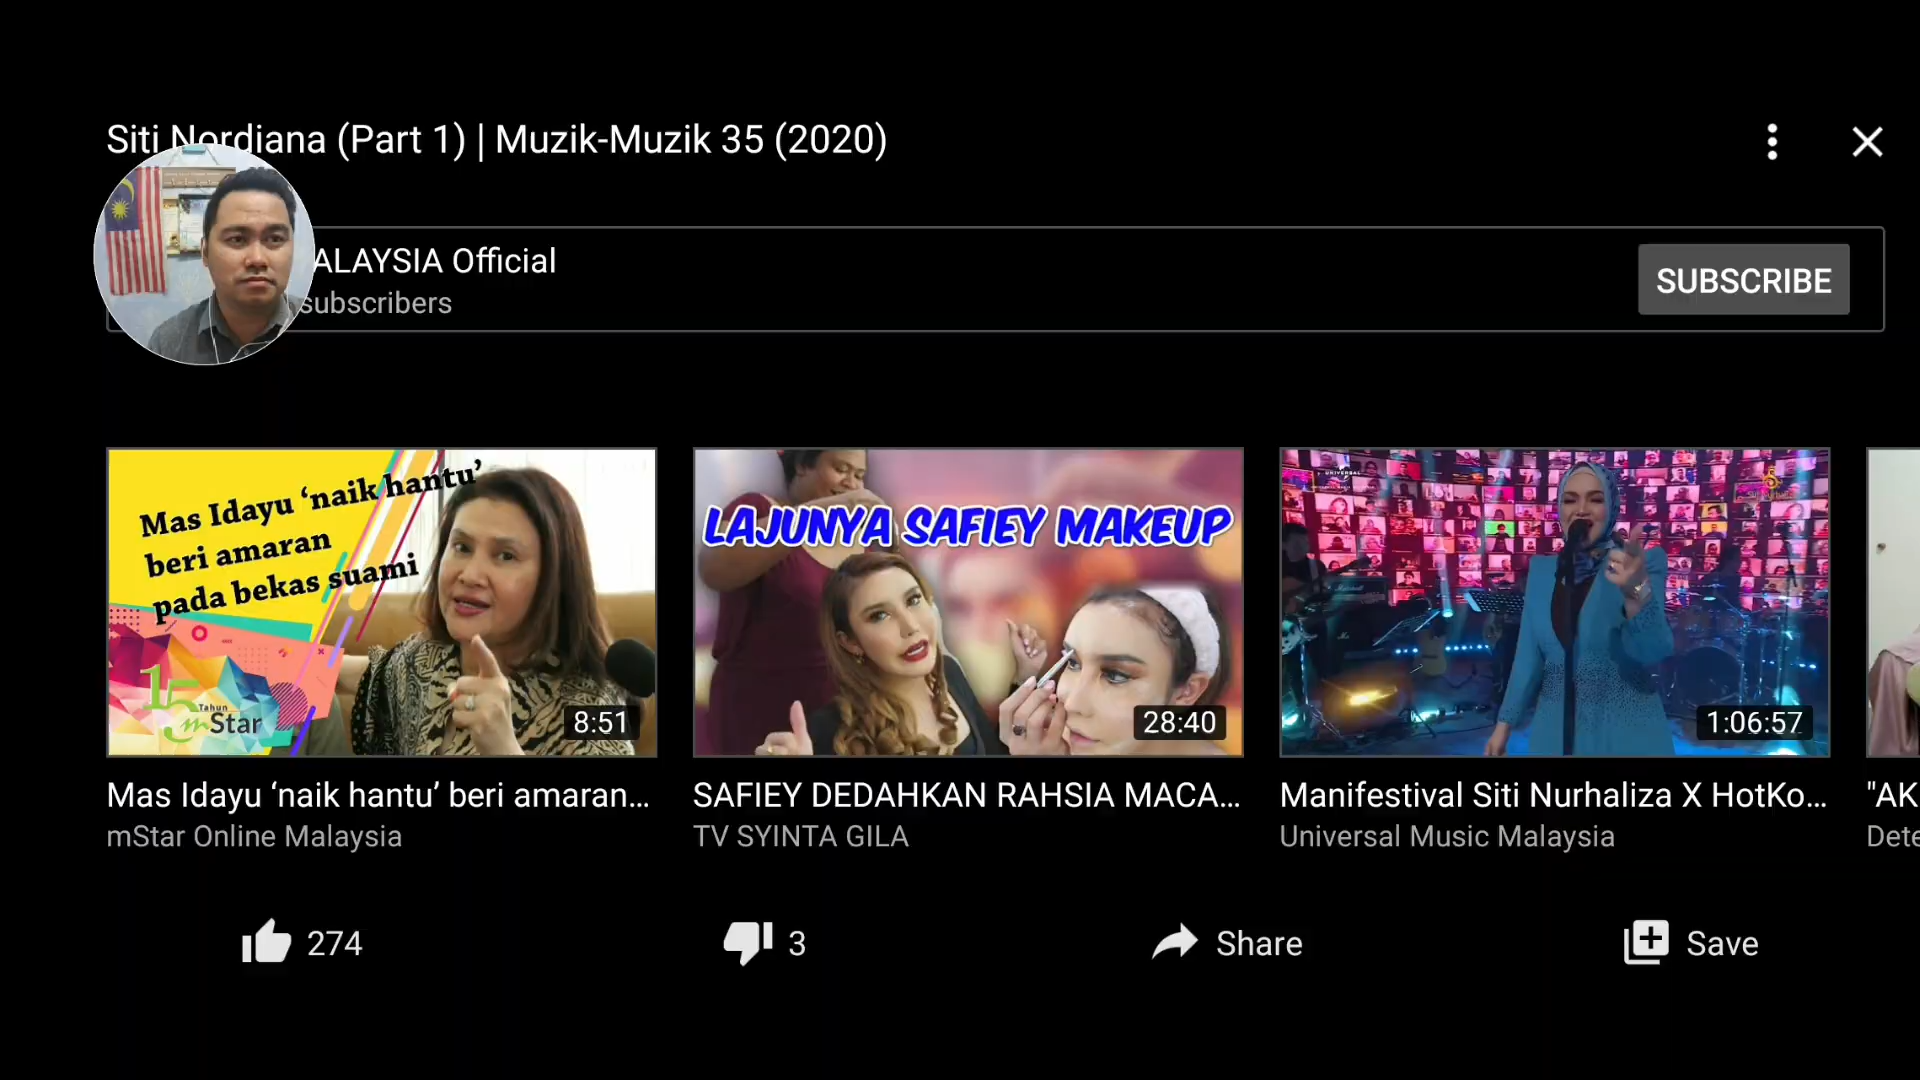 Siti Nordiana (Part 1) | Muzik-Muzik 35 (2020)
ALAYSIA Official
subscribers
SUBSCRIBE
Mas Idayu ‘naik hantu’
beri amaran
pada bekas suami
15
Tahun
mStar
8:51
LAJUNYA SAFIEY MAKEUP
28:40
UNIVERSAL
1:06:57
Mas Idayu ‘naik hantu’ beri amaran...
mStar Online Malaysia
SAFIEY DEDAHKAN RAHSIA MACA...
TV SYINTA GILA
Manifestival Siti Nurhaliza X HotKo...
Universal Music Malaysia
"AK
Dete
274
3
Share
Save